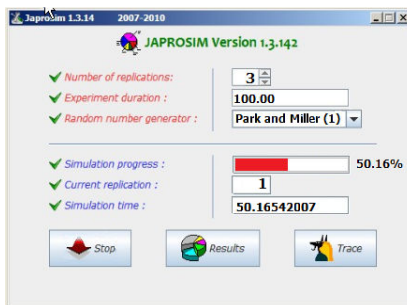 Japrosim 1.3.14 2007-2010
JAPROSIM Version 1.3.142
Number of replications: 3
Experiment duration : 100.00
Random number generator : Park and Miller (1)
Simulation progress : 50.16%
Current replication : 1
Simulation time : 50.16542007
Stop Results Trace